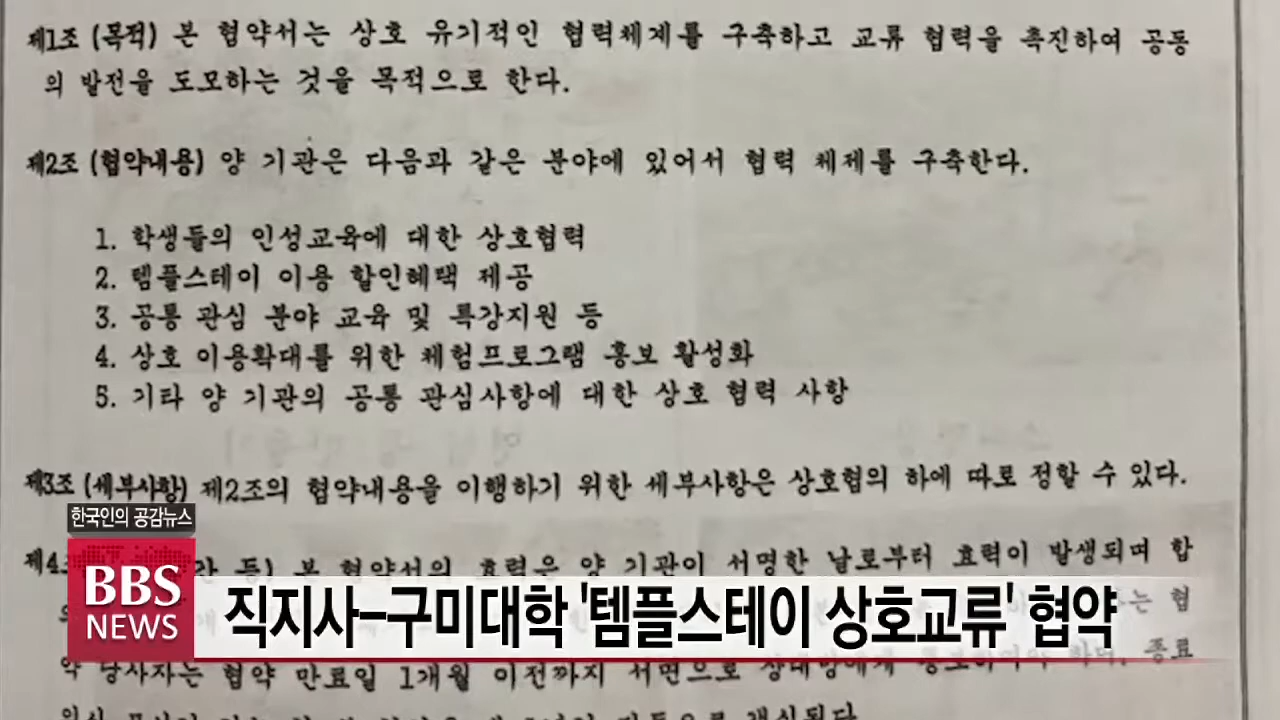 제1조 (목적) 본 협약서는 상호 유기적인 협력체계를 구축하고 교류 협력을 촉진하여 공동
의 발전을 도모하는 것을 목적으로 한다.
제2조 (협약내용) 양 기관은 다음과 같은 분야에 있어서 협력 체제를 구축한다.
1. 학생들의 인성교육에 대한 상호협력
2. 템플스테이 이용 할인혜택 제공
3. 공통 관심 분야 교육 및 특강지원 등
4. 상호 이용확대를 위한 체험프로그램 홍보 활성화
5. 기타 양 기관의 공통 관심사항에 대한 상호 협력 사항
제3조 (세부사항) 제2조의 협약내용을 이행하기 위한 세부사항은 상호협의 하에 따로 정할 수 있다.
한국인의 공감뉴스
등) 본 협약서의 효력은 양 기관이 서명한 날로부터 효력이 발생되며 합
BBS
NEWS
직지사-구미대학 '템플스테이 상호교류' 협약
약 당사자는 협약 만료일 1개월 이전까지 서면으로